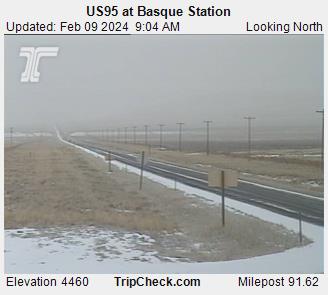 US95 at Basque Station
Updated: Feb 09 2024 9:04 AM Looking North
Elevation 4460 TripCheck.com Milepost 91.62